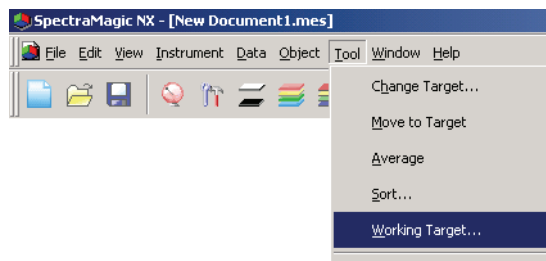 SpectraMagic NX - [New Document1.mes]
File Edit View Instrument Data Object Tool Window Help
Change Target...
Move to Target
Average
Sort...
Working Target...